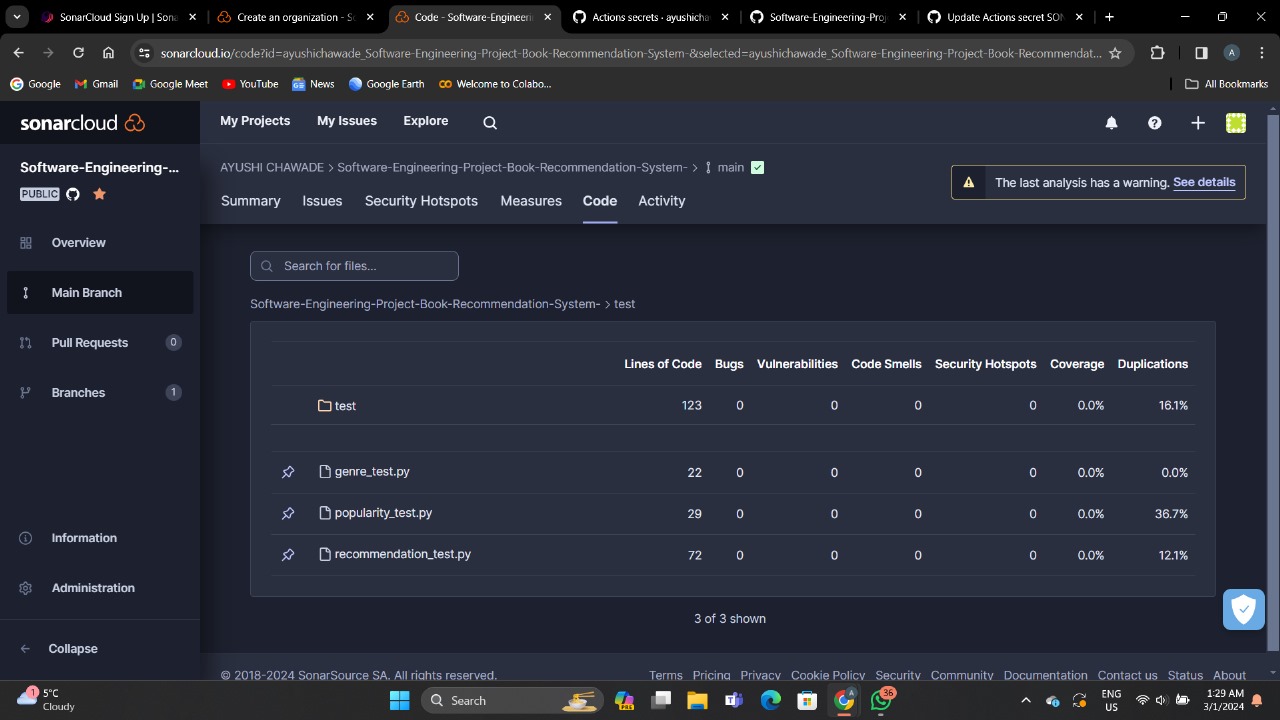 SonarCloud Sign Up | Sona
Create an organization - S
Code - Software-Engineerin
Actions secrets · ayushicha
Software-Engineering-Proj
Update Actions secret SON
sonarcloud.io/code?id=ayushichawade_Software-Engineering-Project-Book-Recommendation-System-&selected=ayushichawade_Software-Engineering-Project-Book-Recommendat...
A
Google Gmail Google Meet YouTube News Google Earth Welcome to Colabo... All Bookmarks
sonarcloud
My Projects My Issues Explore
Software-Engineering-...
PUBLIC
AYUSHI CHAWADE > Software-Engineering-Project-Book-Recommendation-System- > main
The last analysis has a warning. See details
Summary Issues Security Hotspots Measures Code Activity
Overview
Main Branch
Pull Requests 0
Branches 1
Information
Administration
Collapse
Search for files...
Software-Engineering-Project-Book-Recommendation-System- > test
Lines of Code Bugs Vulnerabilities Code Smells Security Hotspots Coverage Duplications
test 123 0 0 0 0 0.0% 16.1%
genre_test.py 22 0 0 0 0 0.0% 0.0%
popularity_test.py 29 0 0 0 0 0.0% 36.7%
recommendation_test.py 72 0 0 0 0 0.0% 12.1%
3 of 3 shown
© 2018-2024 SonarSource SA. All rights reserved.
Terms Pricing Privacy Cookie Policy Security Community Documentation Contact us Status About
1
5°C
Cloudy
Search
PRE
A
36
ENG
US
1:29 AM
3/1/2024